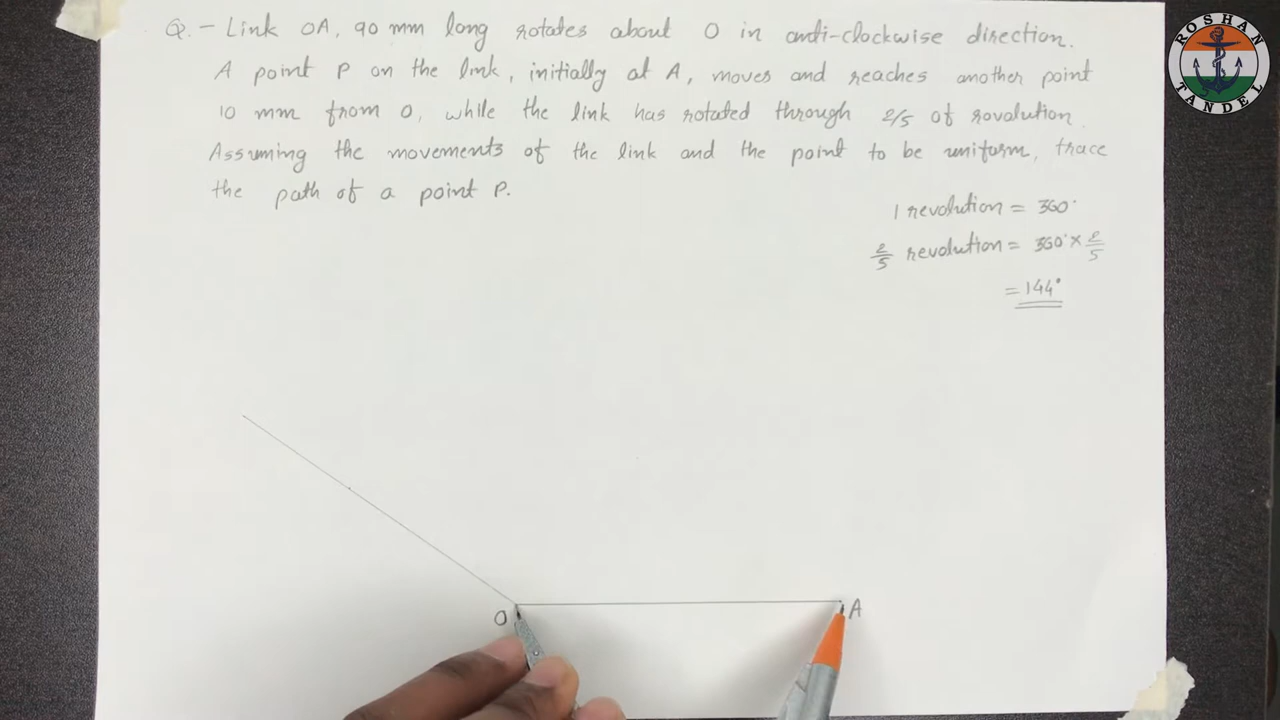 Q. - Link OA, 90 mm long rotates about O in anti-clockwise direction.
A point P on the link, initially at A, moves and reaches another point
10 mm from O, while the link has rotated through 2/5 of rovolution.
Assuming the movements of the link and the point to be uniform, trace
the path of a point P.
1 revolution = 360°
2/5 revolution = 360° × 2/5
= 144°
O
A
ROSHAN
TANDEL